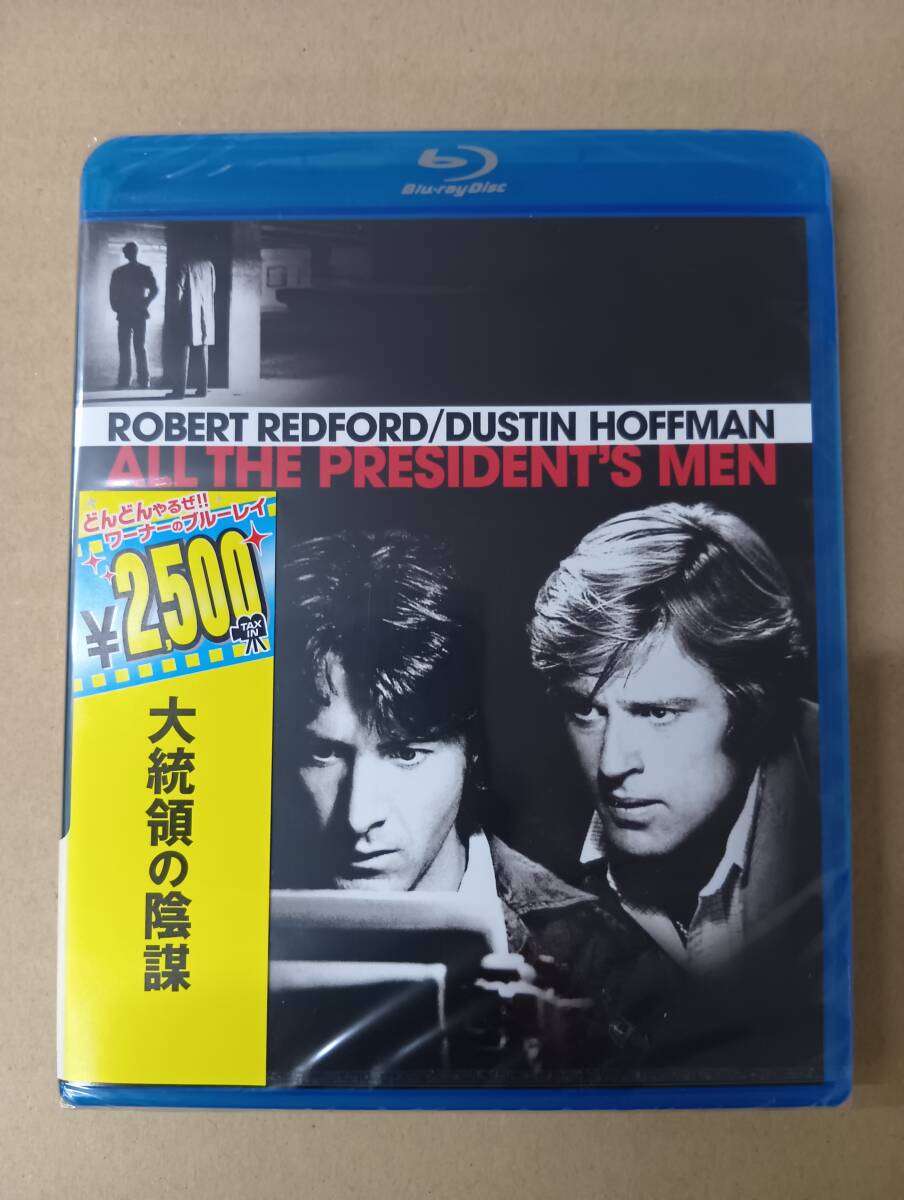 Blu-ray Disc
ROBERT REDFORD/DUSTIN HOFFMAN
ALL THE PRESIDENT'S MEN
どんどんやるぜ!!
ワーナーのブルーレイ
¥2,500
TAX
IN
大統領の陰謀